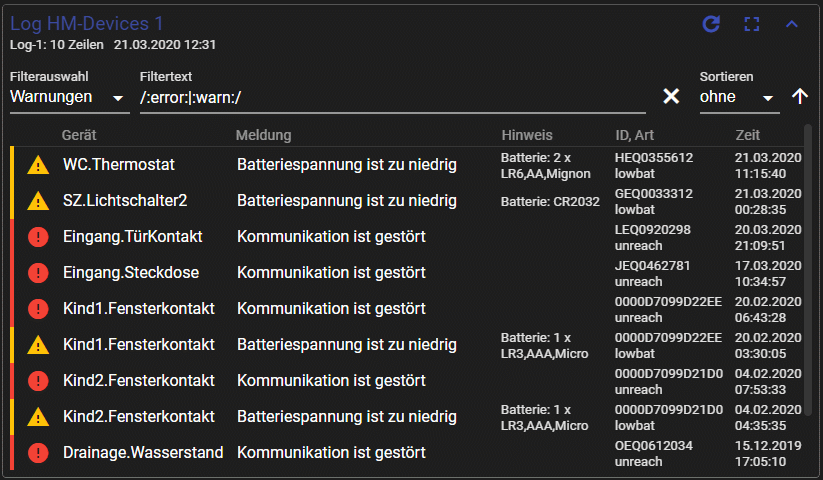 Log HM-Devices 1
Log-1: 10 Zeilen 21.03.2020 12:31
Filterauswahl Filtertext Sortieren
Warnungen /:error:|:warn:/ ohne
Gerät Meldung Hinweis ID, Art Zeit
WC.Thermostat Batteriespannung ist zu niedrig Batterie: 2 x HEQ0355612 21.03.2020
LR6,AA,Mignon lowbat 11:15:40
SZ.Lichtschalter2 Batteriespannung ist zu niedrig Batterie: CR2032 GEQ0033312 21.03.2020
lowbat 00:28:35
Eingang.TürKontakt Kommunikation ist gestört LEQ0920298 20.03.2020
unreach 21:09:51
Eingang.Steckdose Kommunikation ist gestört JEQ0462781 17.03.2020
unreach 10:34:57
Kind1.Fensterkontakt Kommunikation ist gestört 0000D7099D22EE 20.02.2020
unreach 06:43:28
Kind1.Fensterkontakt Batteriespannung ist zu niedrig Batterie: 1 x 0000D7099D22EE 20.02.2020
LR3,AAA,Micro lowbat 03:30:05
Kind2.Fensterkontakt Kommunikation ist gestört 0000D7099D21D0 04.02.2020
unreach 07:53:33
Kind2.Fensterkontakt Batteriespannung ist zu niedrig Batterie: 1 x 0000D7099D21D0 04.02.2020
LR3,AAA,Micro lowbat 04:35:35
Drainage.Wasserstand Kommunikation ist gestört OEQ0612034 15.12.2019
unreach 17:05:10